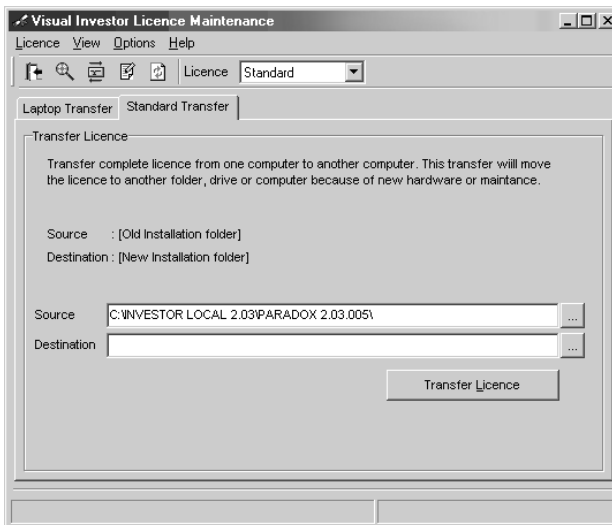 Visual Investor Licence Maintenance
Licence View Options Help
Licence Standard
Laptop Transfer Standard Transfer
Transfer Licence
Transfer complete licence from one computer to another computer. This transfer wiill move
the licence to another folder, drive or computer because of new hardware or maintance.
Source : [Old Installation folder]
Destination : [New Installation folder]
Source C:\INVESTOR LOCAL 2.03\PARADOX 2.03.005\ ...
Destination ...
Transfer Licence